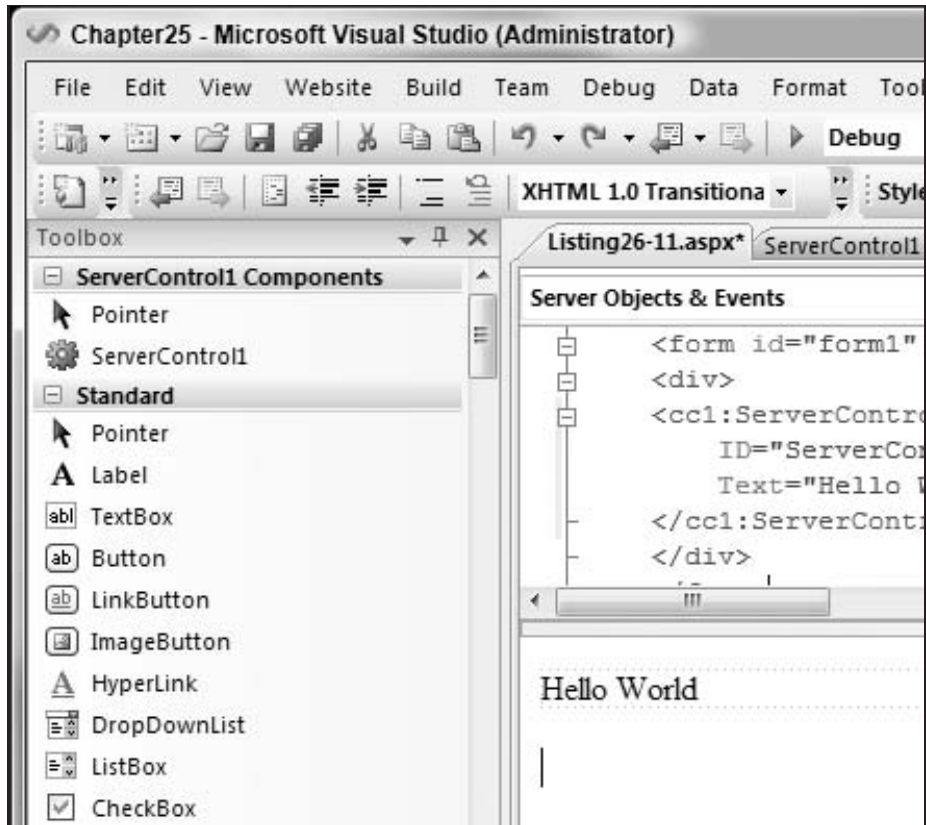 Chapter25 - Microsoft Visual Studio (Administrator)
File Edit View Website Build Team Debug Data Format Tool
Debug
XHTML 1.0 Transitiona
Style
Toolbox
ServerControl1 Components
Pointer
ServerControl1
Standard
Pointer
A Label
abl TextBox
ab Button
ab LinkButton
ImageButton
A HyperLink
DropDownList
ListBox
CheckBox
Listing26-11.aspx* ServerControl1
Server Objects & Events
<form id="form1"
<div>
<cc1:ServerContro
ID="ServerCon
Text="Hello W
</cc1:ServerContr
</div>
Hello World